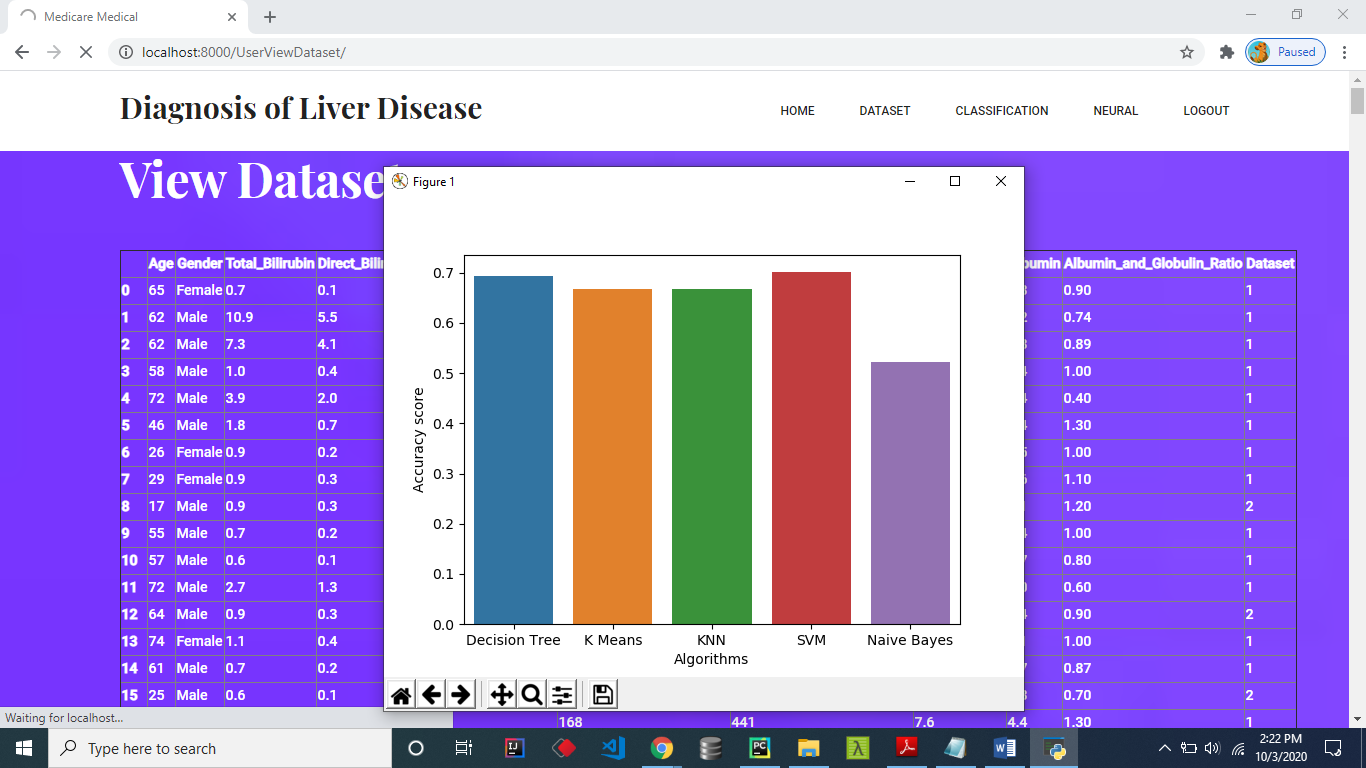 Medicare Medical
localhost:8000/UserViewDataset/
Paused
Diagnosis of Liver Disease
HOME DATASET CLASSIFICATION NEURAL LOGOUT
View Datase
Figure 1
Age Gender Total_Bilirubin Direct_Bili
Albumin_and_Globulin_Ratio Dataset
0 65 Female 0.7 0.1 0.90 1
1 62 Male 10.9 5.5 0.74 1
2 62 Male 7.3 4.1 0.89 1
3 58 Male 1.0 0.4 1.00 1
4 72 Male 3.9 2.0 0.40 1
5 46 Male 1.8 0.7 1.30 1
6 26 Female 0.9 0.2 1.00 1
7 29 Female 0.9 0.3 1.10 1
8 17 Male 0.9 0.3 1.20 2
9 55 Male 0.7 0.2 1.00 1
10 57 Male 0.6 0.1 0.80 1
11 72 Male 2.7 1.3 0.60 1
12 64 Male 0.9 0.3 0.90 2
13 74 Female 1.1 0.4 1.00 1
14 61 Male 0.7 0.2 0.87 1
15 25 Male 0.6 0.1 0.70 2
168 441 7.6 4.4 1.30 1
0.7
0.6
0.5
0.4
0.3
0.2
0.1
0.0
Accuracy score
Decision Tree K Means KNN SVM Naive Bayes
Algorithms
Waiting for localhost...
Type here to search
2:22 PM
10/3/2020